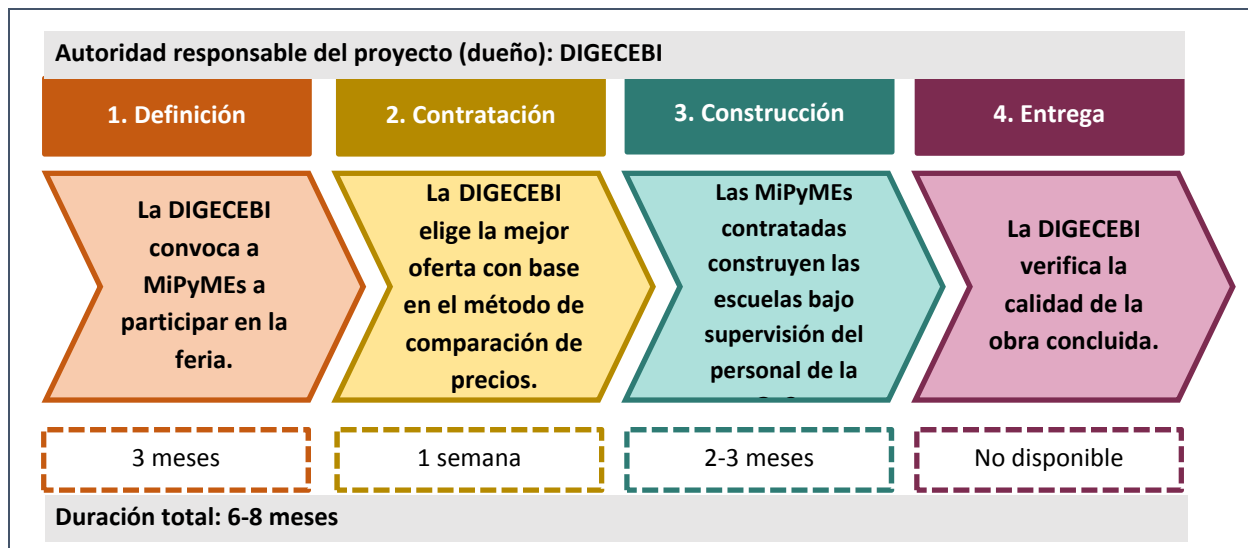 Autoridad responsable del proyecto (dueño): DIGECEBI
1. Definición
2. Contratación
3. Construcción
4. Entrega
La DIGECEBI
convoca a
MiPyMEs a
participar en la
feria.
La DIGECEBI
elige la mejor
oferta con base
en el método de
comparación de
precios.
Las MiPyMEs
contratadas
construyen las
escuelas bajo
supervisión del
personal de la
La DIGECEBI
verifica la
calidad de la
obra concluida.
3 meses
1 semana
2-3 meses
No disponible
Duración total: 6-8 meses